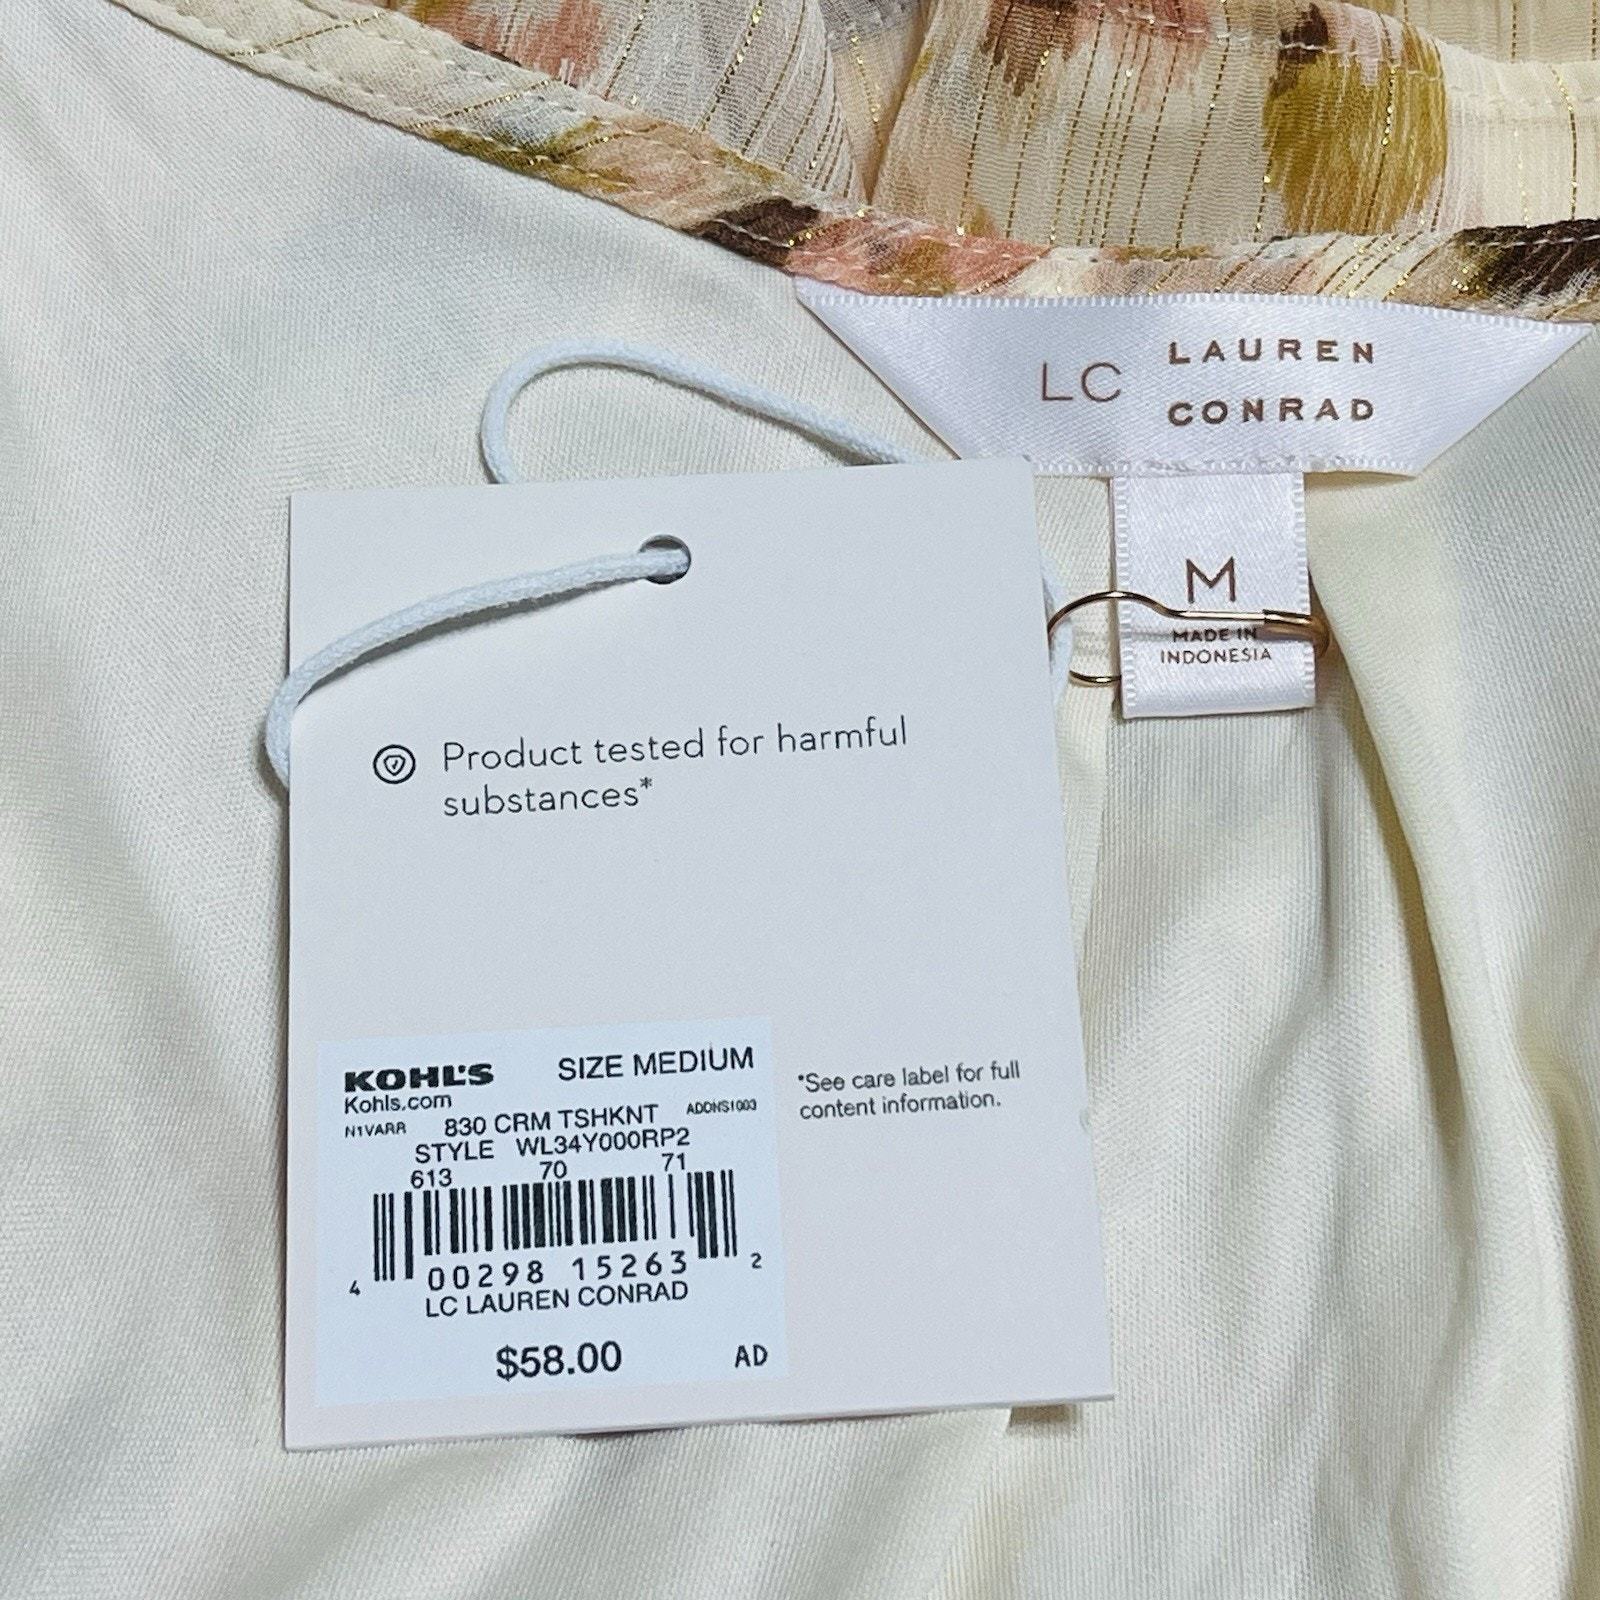 LC LAUREN
CONRAD
M
MADE IN
INDONESIA
Product tested for harmful
substances*
KOHL'S SIZE MEDIUM
Kohls.com
N1VARR 830 CRM TSHKNT ADDNS1003
STYLE WL34Y000RP2
613 70 71
4 00298 15263 2
LC LAUREN CONRAD
$58.00 AD
*See care label for full
content information.